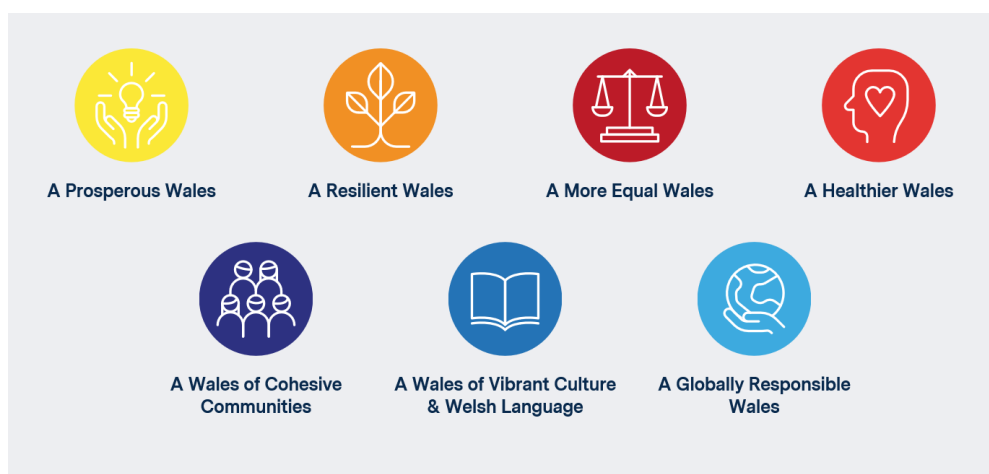 A Prosperous Wales
A Resilient Wales
A More Equal Wales
A Healthier Wales
A Wales of Cohesive
Communities
A Wales of Vibrant Culture
& Welsh Language
A Globally Responsible
Wales